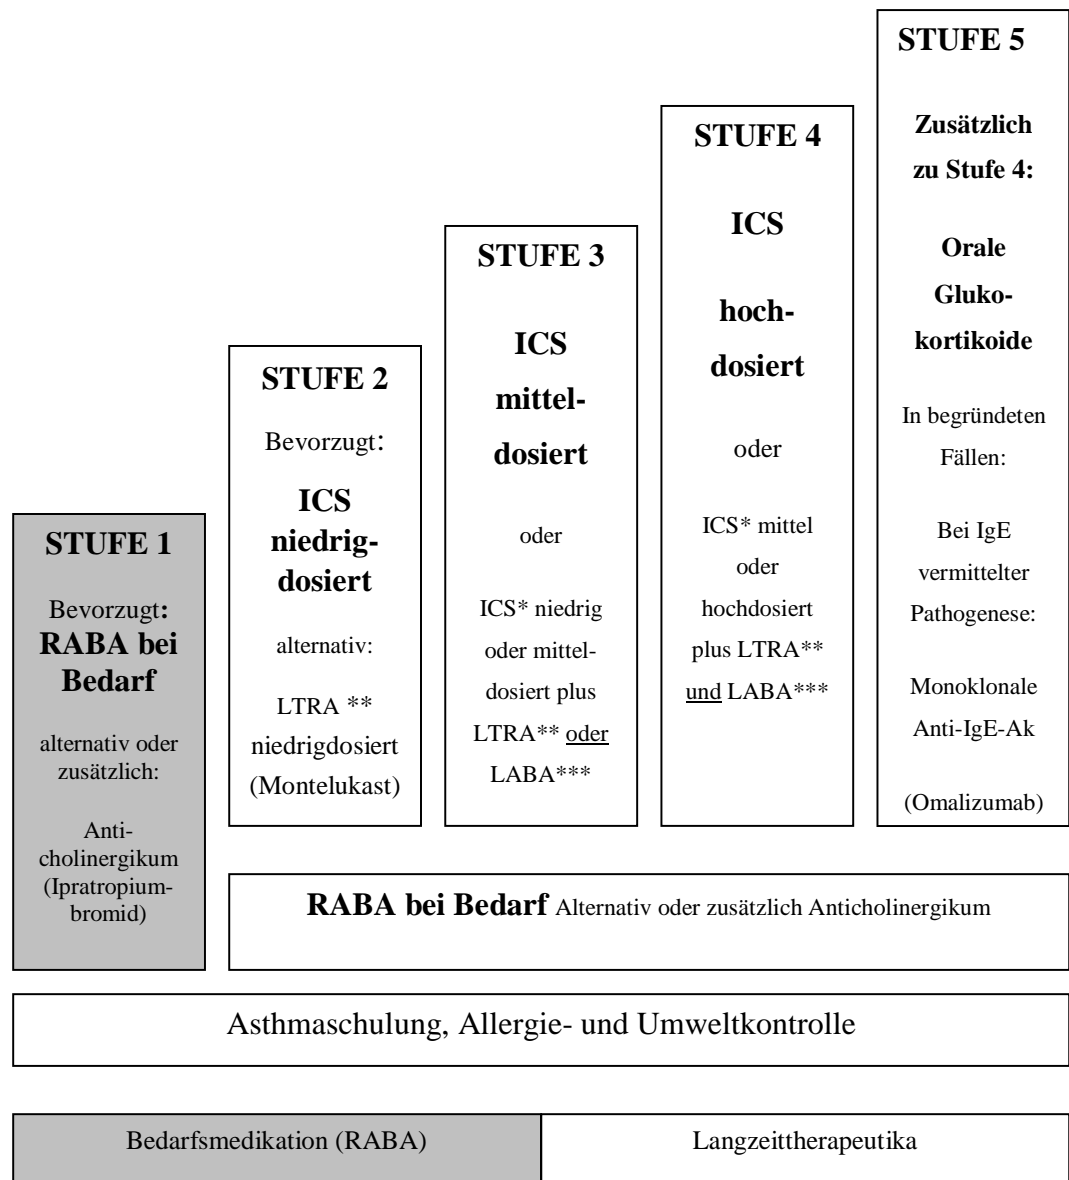 STUFE 1
Bevorzugt:
RABA bei
Bedarf
alternativ oder
zusätzlich:
Anti-
cholinergikum
(Ipratropium-
bromid)
STUFE 2
Bevorzugt:
ICS
niedrig-
dosiert
alternativ:
LTRA **
niedrigdosiert
(Montelukast)
STUFE 3
ICS
mittel-
dosiert
oder
ICS* niedrig
oder mittel-
dosiert plus
LTRA** oder
LABA***
STUFE 4
ICS
hoch-
dosiert
oder
ICS* mittel
oder
hochdosiert
plus LTRA**
und LABA***
STUFE 5
Zusätzlich
zu Stufe 4:
Orale
Gluko-
kortikoide
In begründeten
Fällen:
Bei IgE
vermittelter
Pathogenese:
Monoklonale
Anti-IgE-Ak
(Omalizumab)
RABA bei Bedarf Alternativ oder zusätzlich Anticholinergikum
Asthmaschulung, Allergie- und Umweltkontrolle
Bedarfsmedikation (RABA)
Langzeittherapeutika